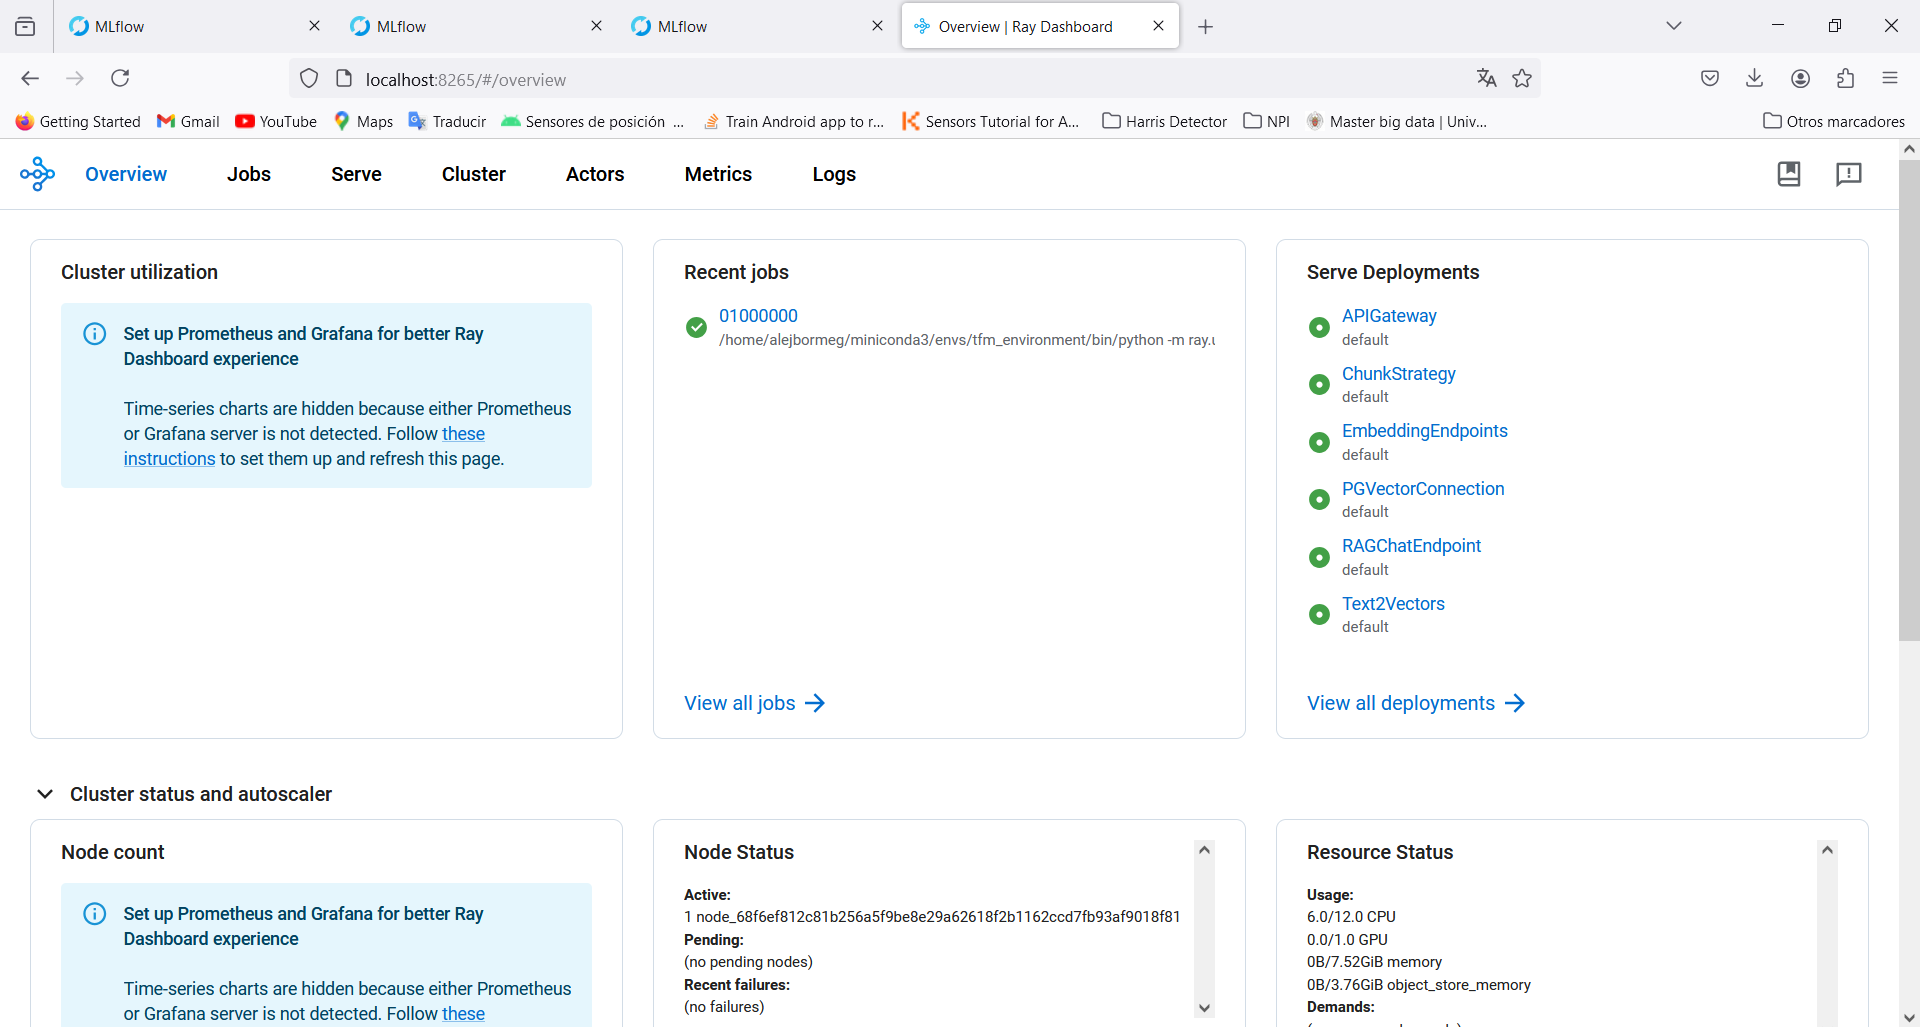 MLflow
MLflow
MLflow
Overview | Ray Dashboard
localhost:8265/#/overview
Getting Started
Gmail
YouTube
Maps
Traducir
Sensores de posición ...
Train Android app to r...
Sensors Tutorial for A...
Harris Detector
NPI
Master big data | Univ...
Otros marcadores
Overview
Jobs
Serve
Cluster
Actors
Metrics
Logs
Cluster utilization
Set up Prometheus and Grafana for better Ray
Dashboard experience
Time-series charts are hidden because either Prometheus
or Grafana server is not detected. Follow these
instructions to set them up and refresh this page.
Recent jobs
01000000
/home/alejbormeg/miniconda3/envs/tfm_environment/bin/python -m ray.
View all jobs
Serve Deployments
APIGateway
default
ChunkStrategy
default
EmbeddingEndpoints
default
PGVectorConnection
default
RAGChatEndpoint
default
Text2Vectors
default
View all deployments
Cluster status and autoscaler
Node count
Set up Prometheus and Grafana for better Ray
Dashboard experience
Time-series charts are hidden because either Prometheus
or Grafana server is not detected. Follow these
Node Status
Active:
1 node_68f6ef812c81b256a5f9be8e29a62618f2b1162ccd7fb93af9018f81
Pending:
(no pending nodes)
Recent failures:
(no failures)
Resource Status
Usage:
6.0/12.0 CPU
0.0/1.0 GPU
0B/7.52GiB memory
0B/3.76GiB object_store_memory
Demands: